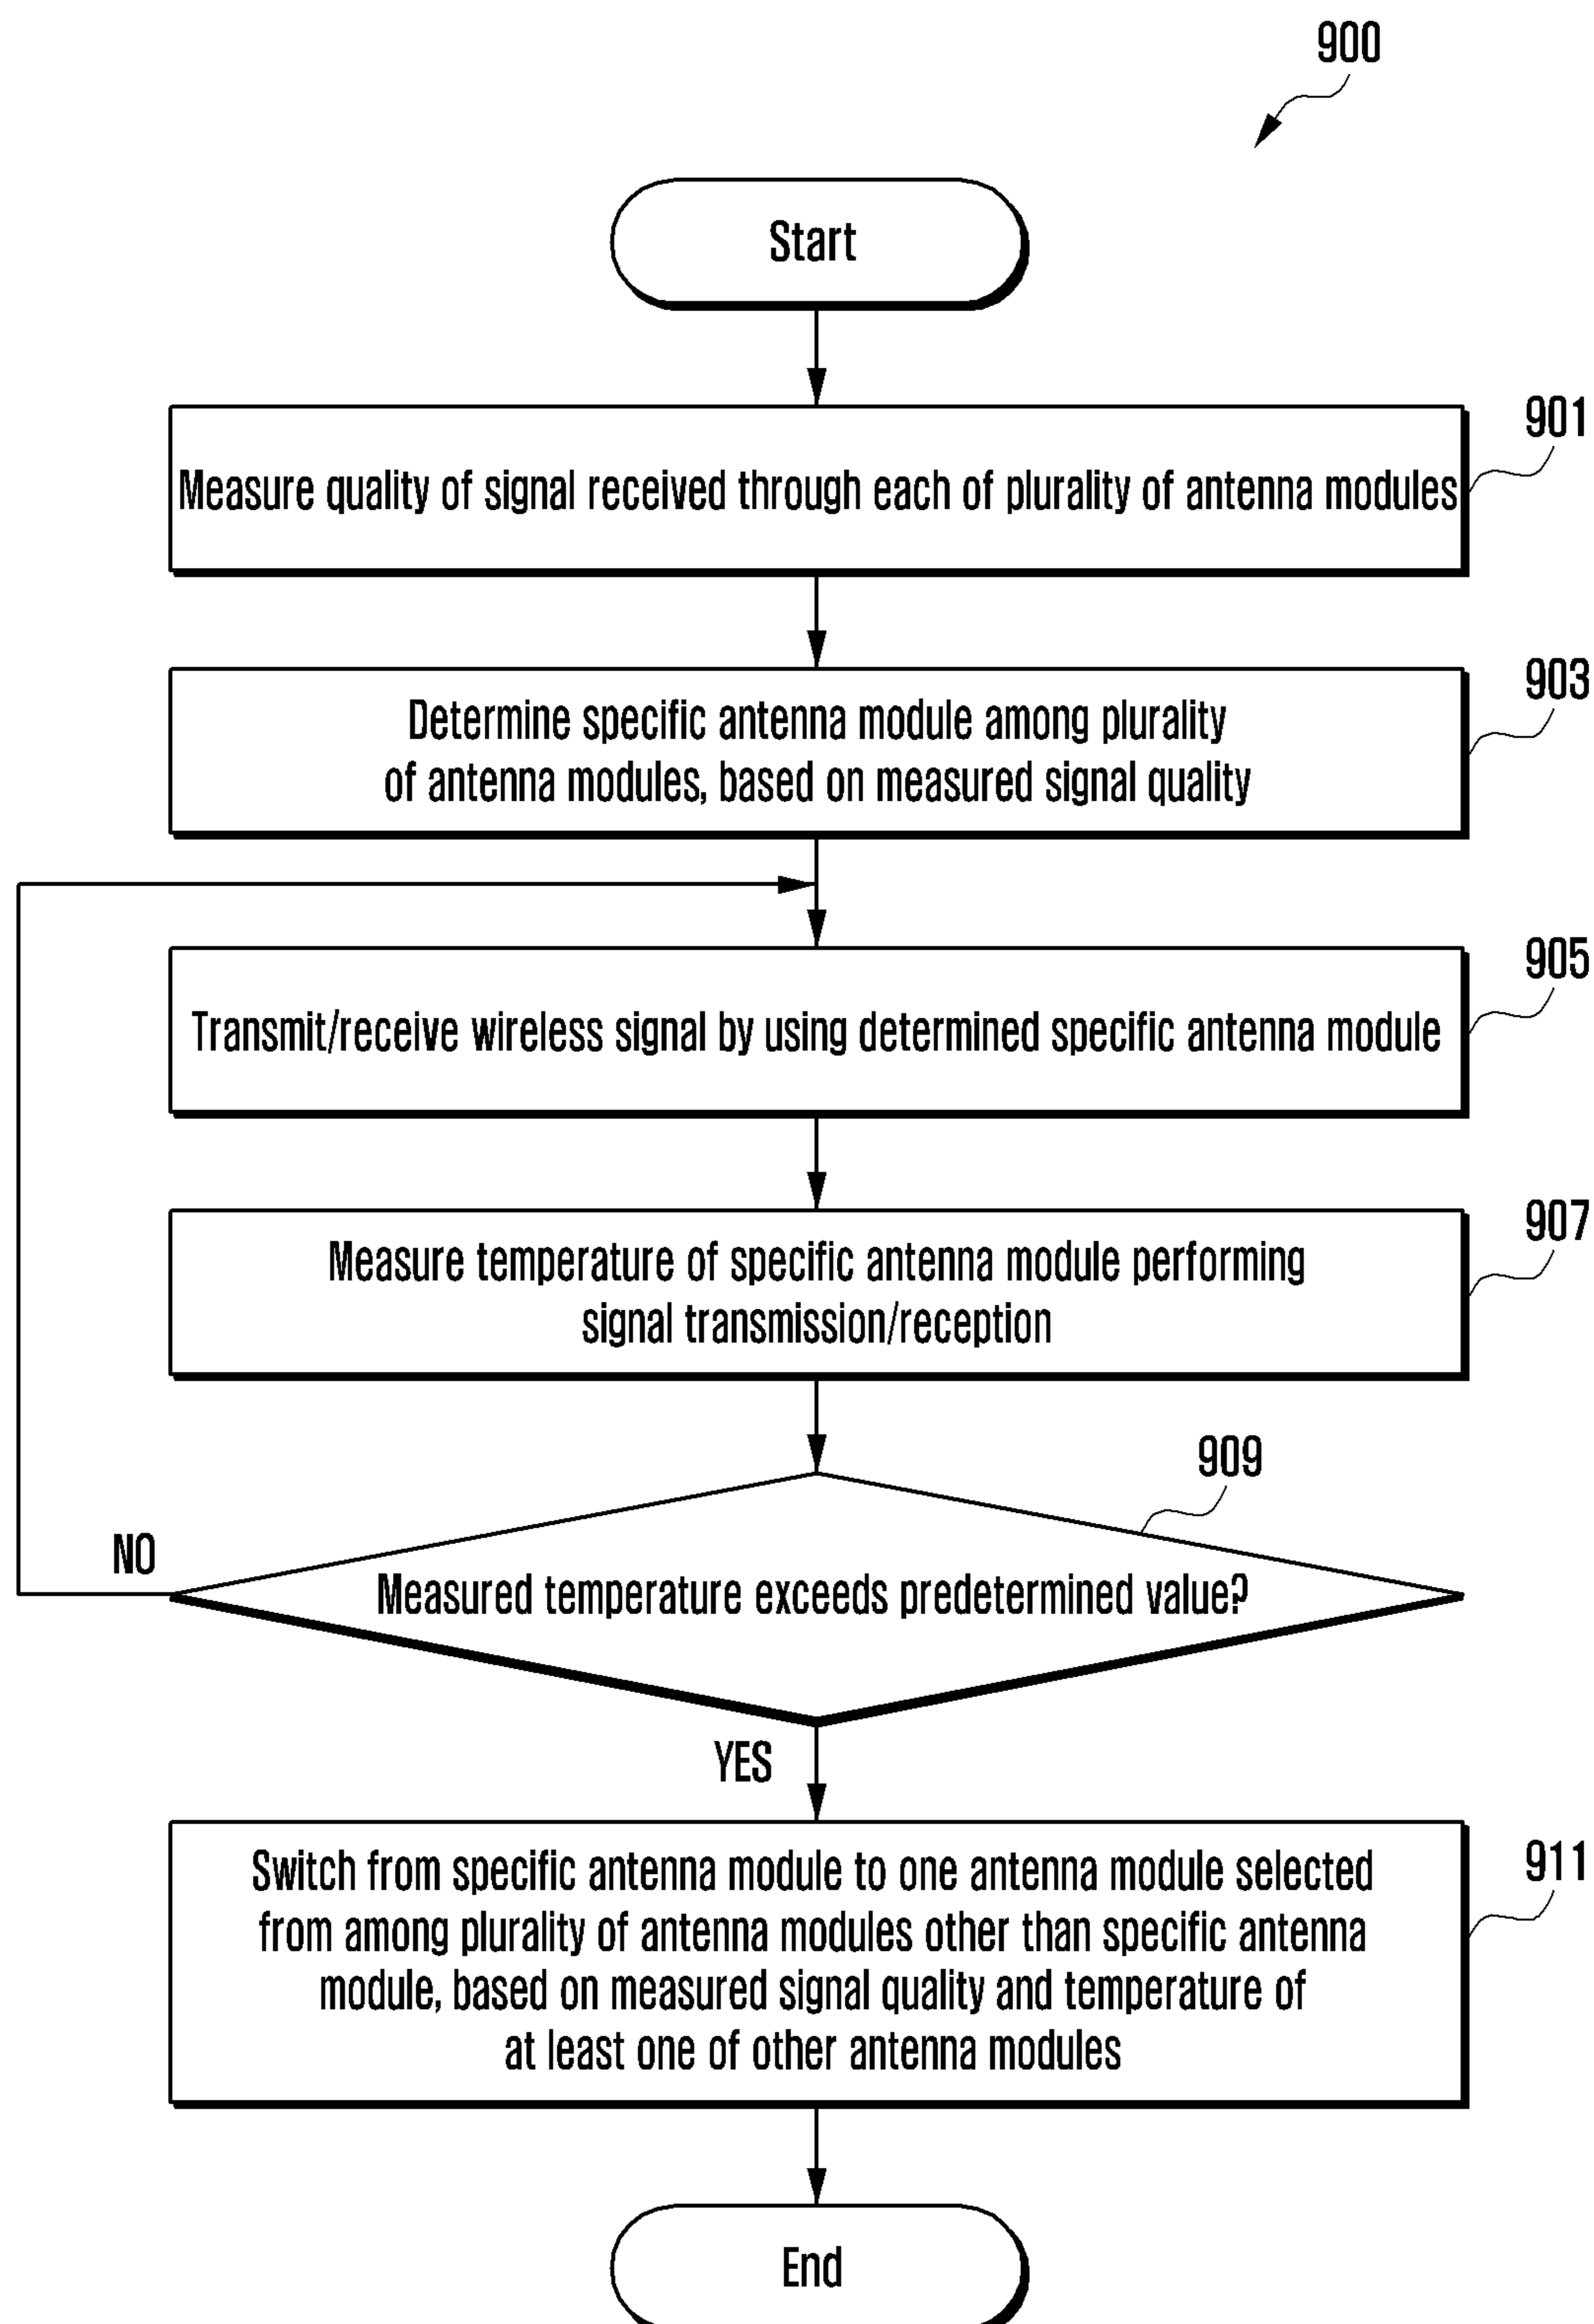 900
Start
901
Measure quality of signal received through each of plurality of antenna modules
903
Determine specific antenna module among plurality
of antenna modules, based on measured signal quality
905
Transmit/receive wireless signal by using determined specific antenna module
907
Measure temperature of specific antenna module performing
signal transmission/reception
909
NO
Measured temperature exceeds predetermined value?
YES
911
Switch from specific antenna module to one antenna module selected
from among plurality of antenna modules other than specific antenna
module, based on measured signal quality and temperature of
at least one of other antenna modules
End